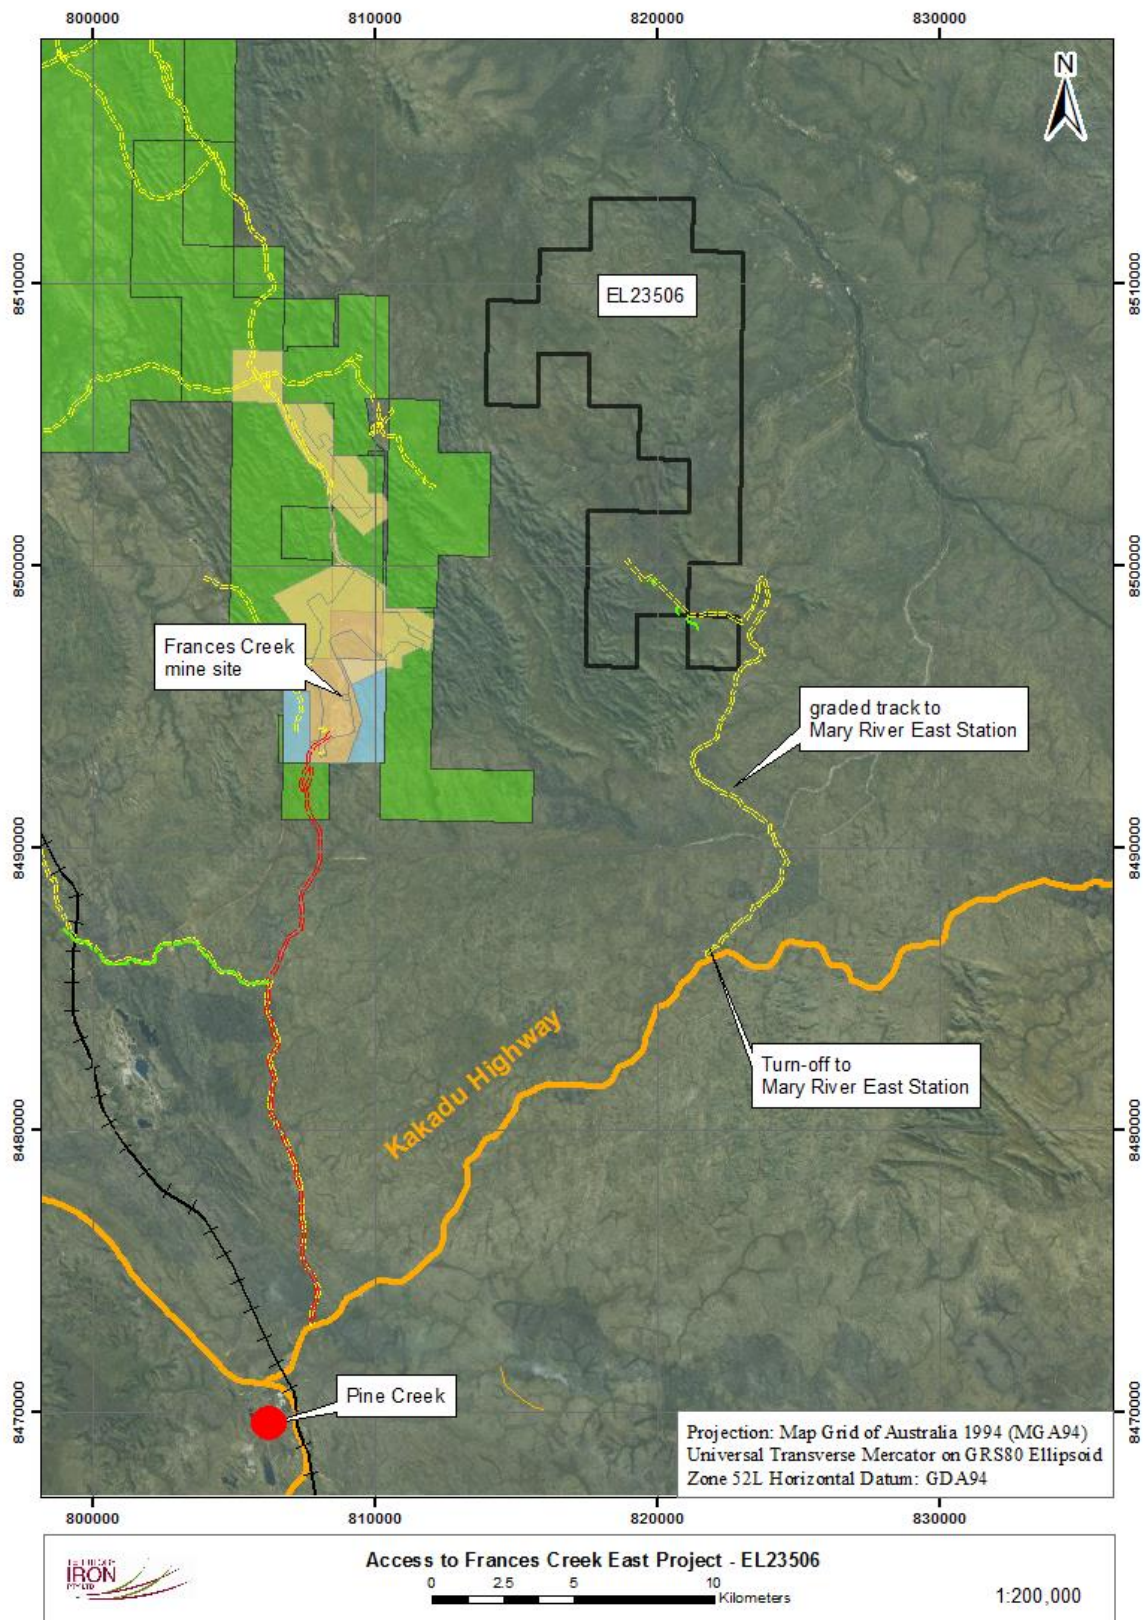 800000
810000
820000
830000
N
8510000
8510000
EL23506
8500000
8500000
Frances Creek
mine site
graded track to
Mary River East Station
8490000
8490000
Kakadu Highway
Turn-off to
Mary River East Station
8480000
8480000
Pine Creek
8470000
8470000
Projection: Map Grid of Australia 1994 (MGA94)
Universal Transverse Mercator on GRS80 Ellipsoid
Zone 52L Horizontal Datum: GDA94
800000
810000
820000
830000
TERRITORY
IRON
PTY LTD
Access to Frances Creek East Project - EL23506
0 2.5 5 10
Kilometers
1:200,000